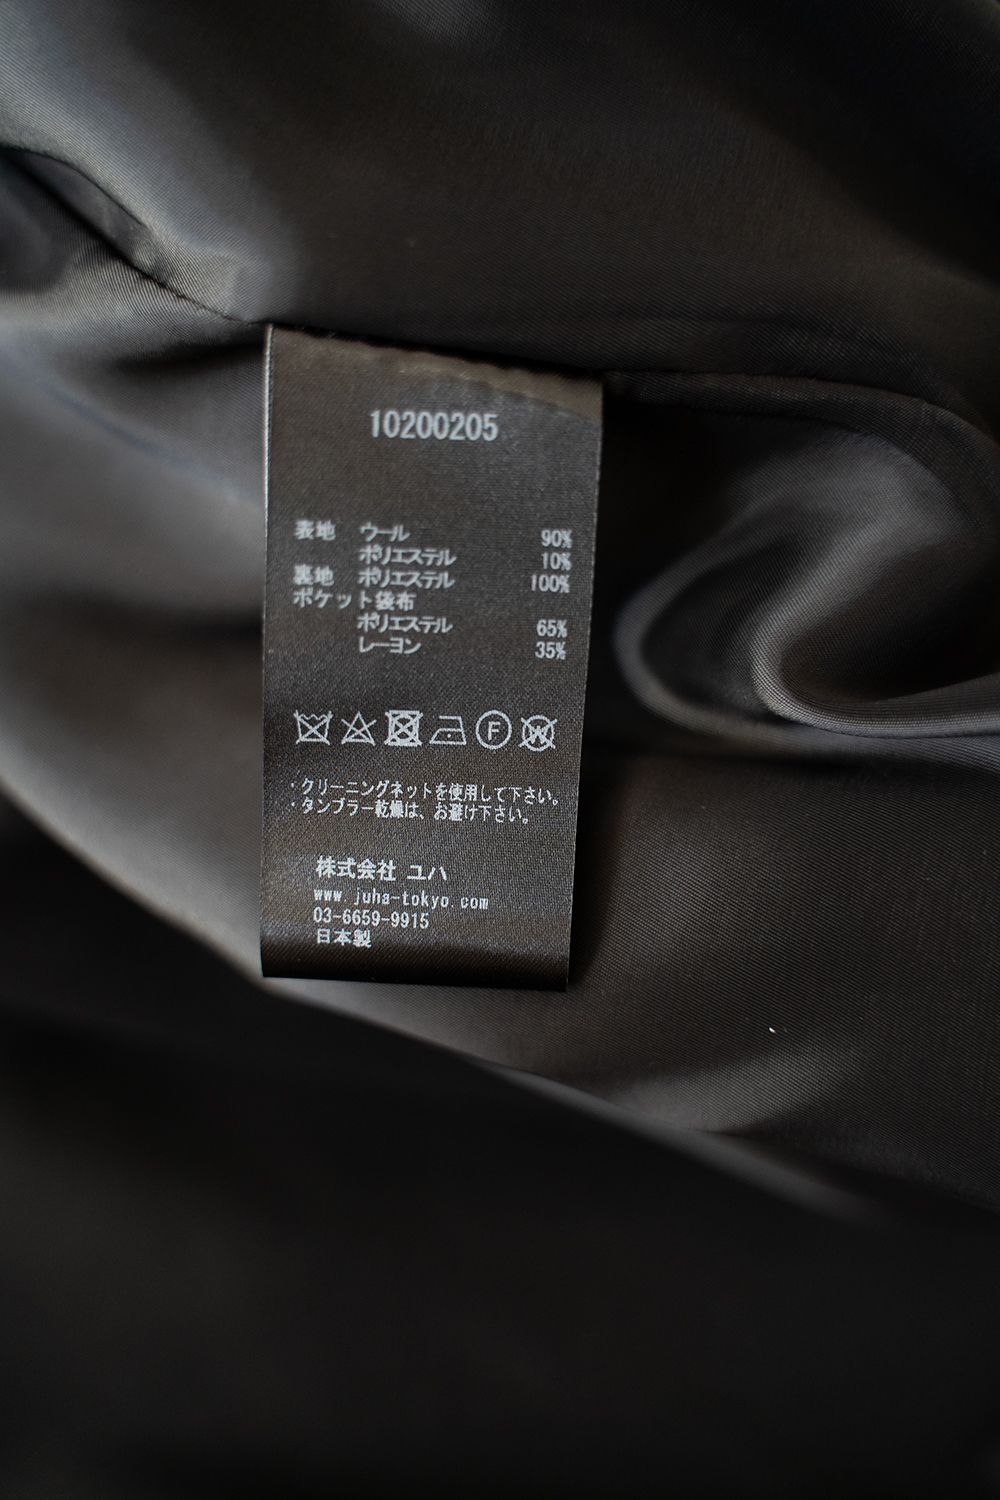 10200205
表地 ウール 90%
ポリエステル 10%
裏地 ポリエステル 100%
ポケット袋布
ポリエステル 65%
レーヨン 35%
F W
・クリーニングネットを使用して下さい。
・タンブラー乾燥は、お避け下さい。
株式会社 ユハ
www.juha-tokyo.com
03-6659-9915
日本製